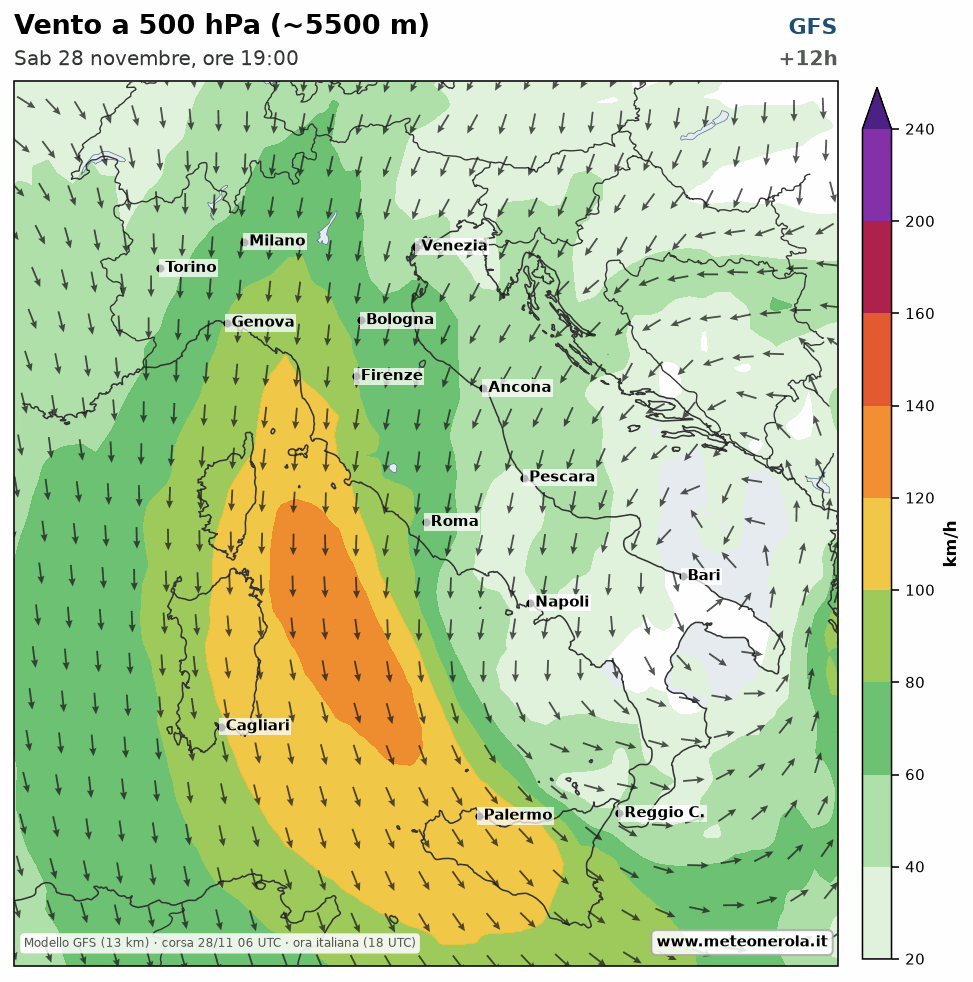 Vento a 500 hPa (~5500 m)
GFS
Sab 28 novembre, ore 19:00
+12h
240
200
160
140
120
100
80
60
40
20
km/h
Milano
Venezia
Torino
Genova
Bologna
Firenze
Ancona
Pescara
Roma
Bari
Napoli
Cagliari
Palermo
Reggio C.
Modello GFS (13 km) · corsa 28/11 06 UTC · ora italiana (18 UTC)
www.meteonerola.it